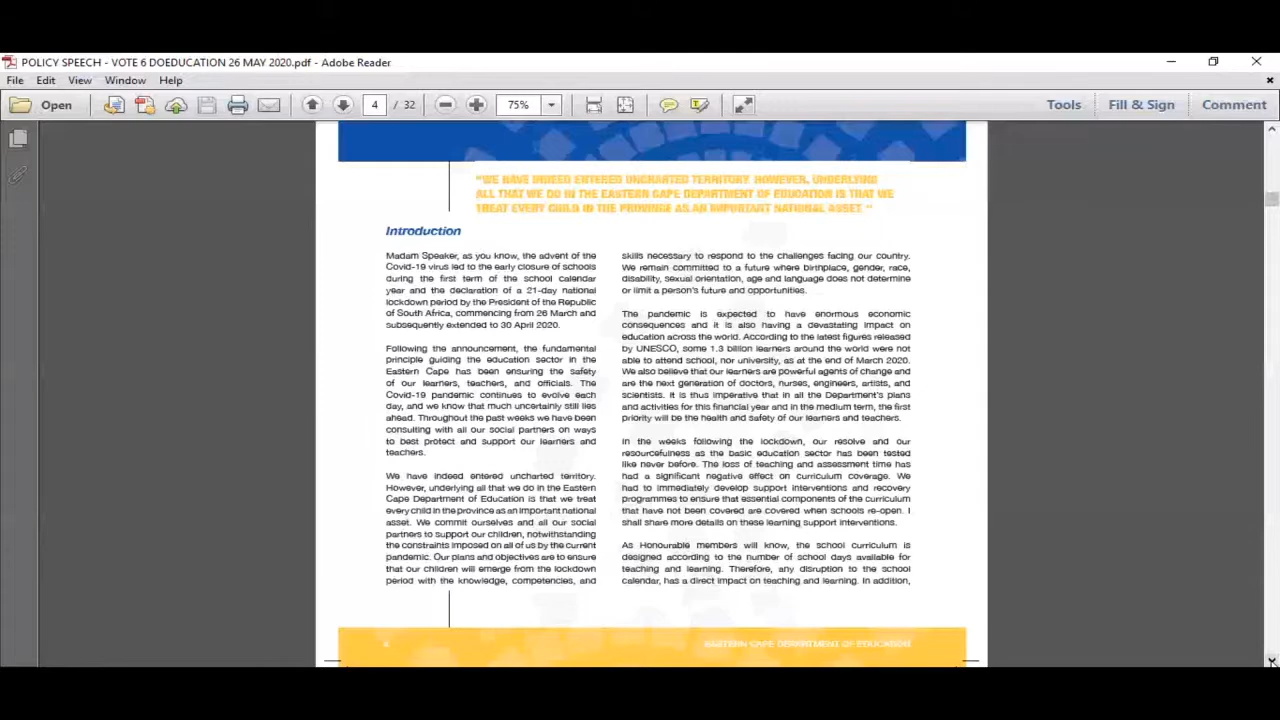 POLICY SPEECH - VOTE 6 DOEDUCATION 26 MAY 2020.pdf - Adobe Reader
File Edit View Window Help
Open 4 / 32 75% Tools Fill & Sign Comment
"WE HAVE INDEED ENTERED UNCHARTED TERRITORY. HOWEVER, UNDERLYING
ALL THAT WE DO IN THE EASTERN CAPE DEPARTMENT OF EDUCATION IS THAT WE
TREAT EVERY CHILD IN THE PROVINCE AS AN IMPORTANT NATIONAL ASSET. "
Introduction
Madam Speaker, as you know, the advent of the
Covid-19 virus led to the early closure of schools
during the first term of the school calendar
year and the declaration of a 21-day national
lockdown period by the President of the Republic
of South Africa, commencing from 26 March and
subsequently extended to 30 April 2020.
Following the announcement, the fundamental
principle guiding the education sector in the
Eastern Cape has been ensuring the safety
of our learners, teachers, and officials. The
Covid-19 pandemic continues to evolve each
day, and we know that much uncertainly still lies
ahead. Throughout the past weeks we have been
consulting with all our social partners on ways
to best protect and support our learners and
teachers.
We have indeed entered uncharted territory.
However, underlying all that we do in the Eastern
Cape Department of Education is that we treat
every child in the province as an important national
asset. We commit ourselves and all our social
partners to support our children, notwithstanding
the constraints imposed on all of us by the current
pandemic. Our plans and objectives are to ensure
that our children will emerge from the lockdown
period with the knowledge, competencies, and
skills necessary to respond to the challenges facing our country.
We remain committed to a future where birthplace, gender, race,
disability, sexual orientation, age and language does not determine
or limit a person's future and opportunities.
The pandemic is expected to have enormous economic
consequences and it is also having a devastating impact on
education across the world. According to the latest figures released
by UNESCO, some 1.3 billion learners around the world were not
able to attend school, nor university, as at the end of March 2020.
We also believe that our learners are powerful agents of change and
are the next generation of doctors, nurses, engineers, artists, and
scientists. It is thus imperative that in all the Department's plans
and activities for this financial year and in the medium term, the first
priority will be the health and safety of our learners and teachers.
In the weeks following the lockdown, our resolve and our
resourcefulness as the basic education sector has been tested
like never before. The loss of teaching and assessment time has
had a significant negative effect on curriculum coverage. We
had to immediately develop support interventions and recovery
programmes to ensure that essential components of the curriculum
that have not been covered are covered when schools re-open. I
shall share more details on these learning support interventions.
As Honourable members will know, the school curriculum is
designed according to the number of school days available for
teaching and learning. Therefore, any disruption to the school
calendar, has a direct impact on teaching and learning. In addition,
EASTERN CAPE DEPARTMENT OF EDUCATION